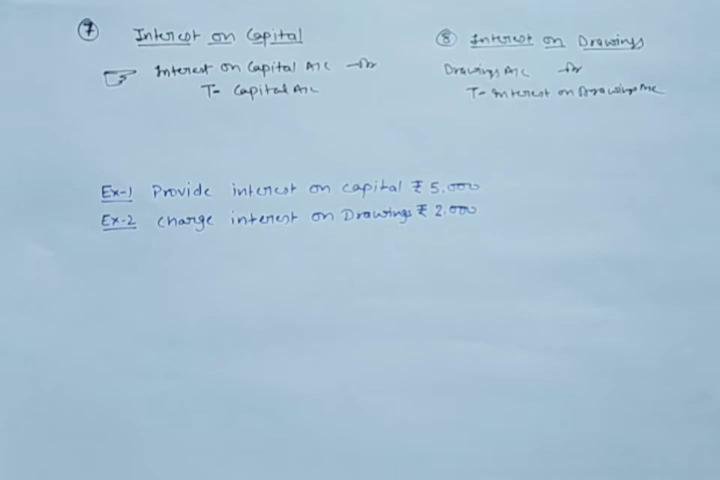 7 Interest on Capital
Interest on Capital A/c Dr
To Capital A/c
8 Interest on Drawings
Drawings A/c Dr
To Interest on Drawings A/c
Ex-1 Provide interest on capital ₹ 5,000
Ex-2 Charge interest on Drawings ₹ 2,000